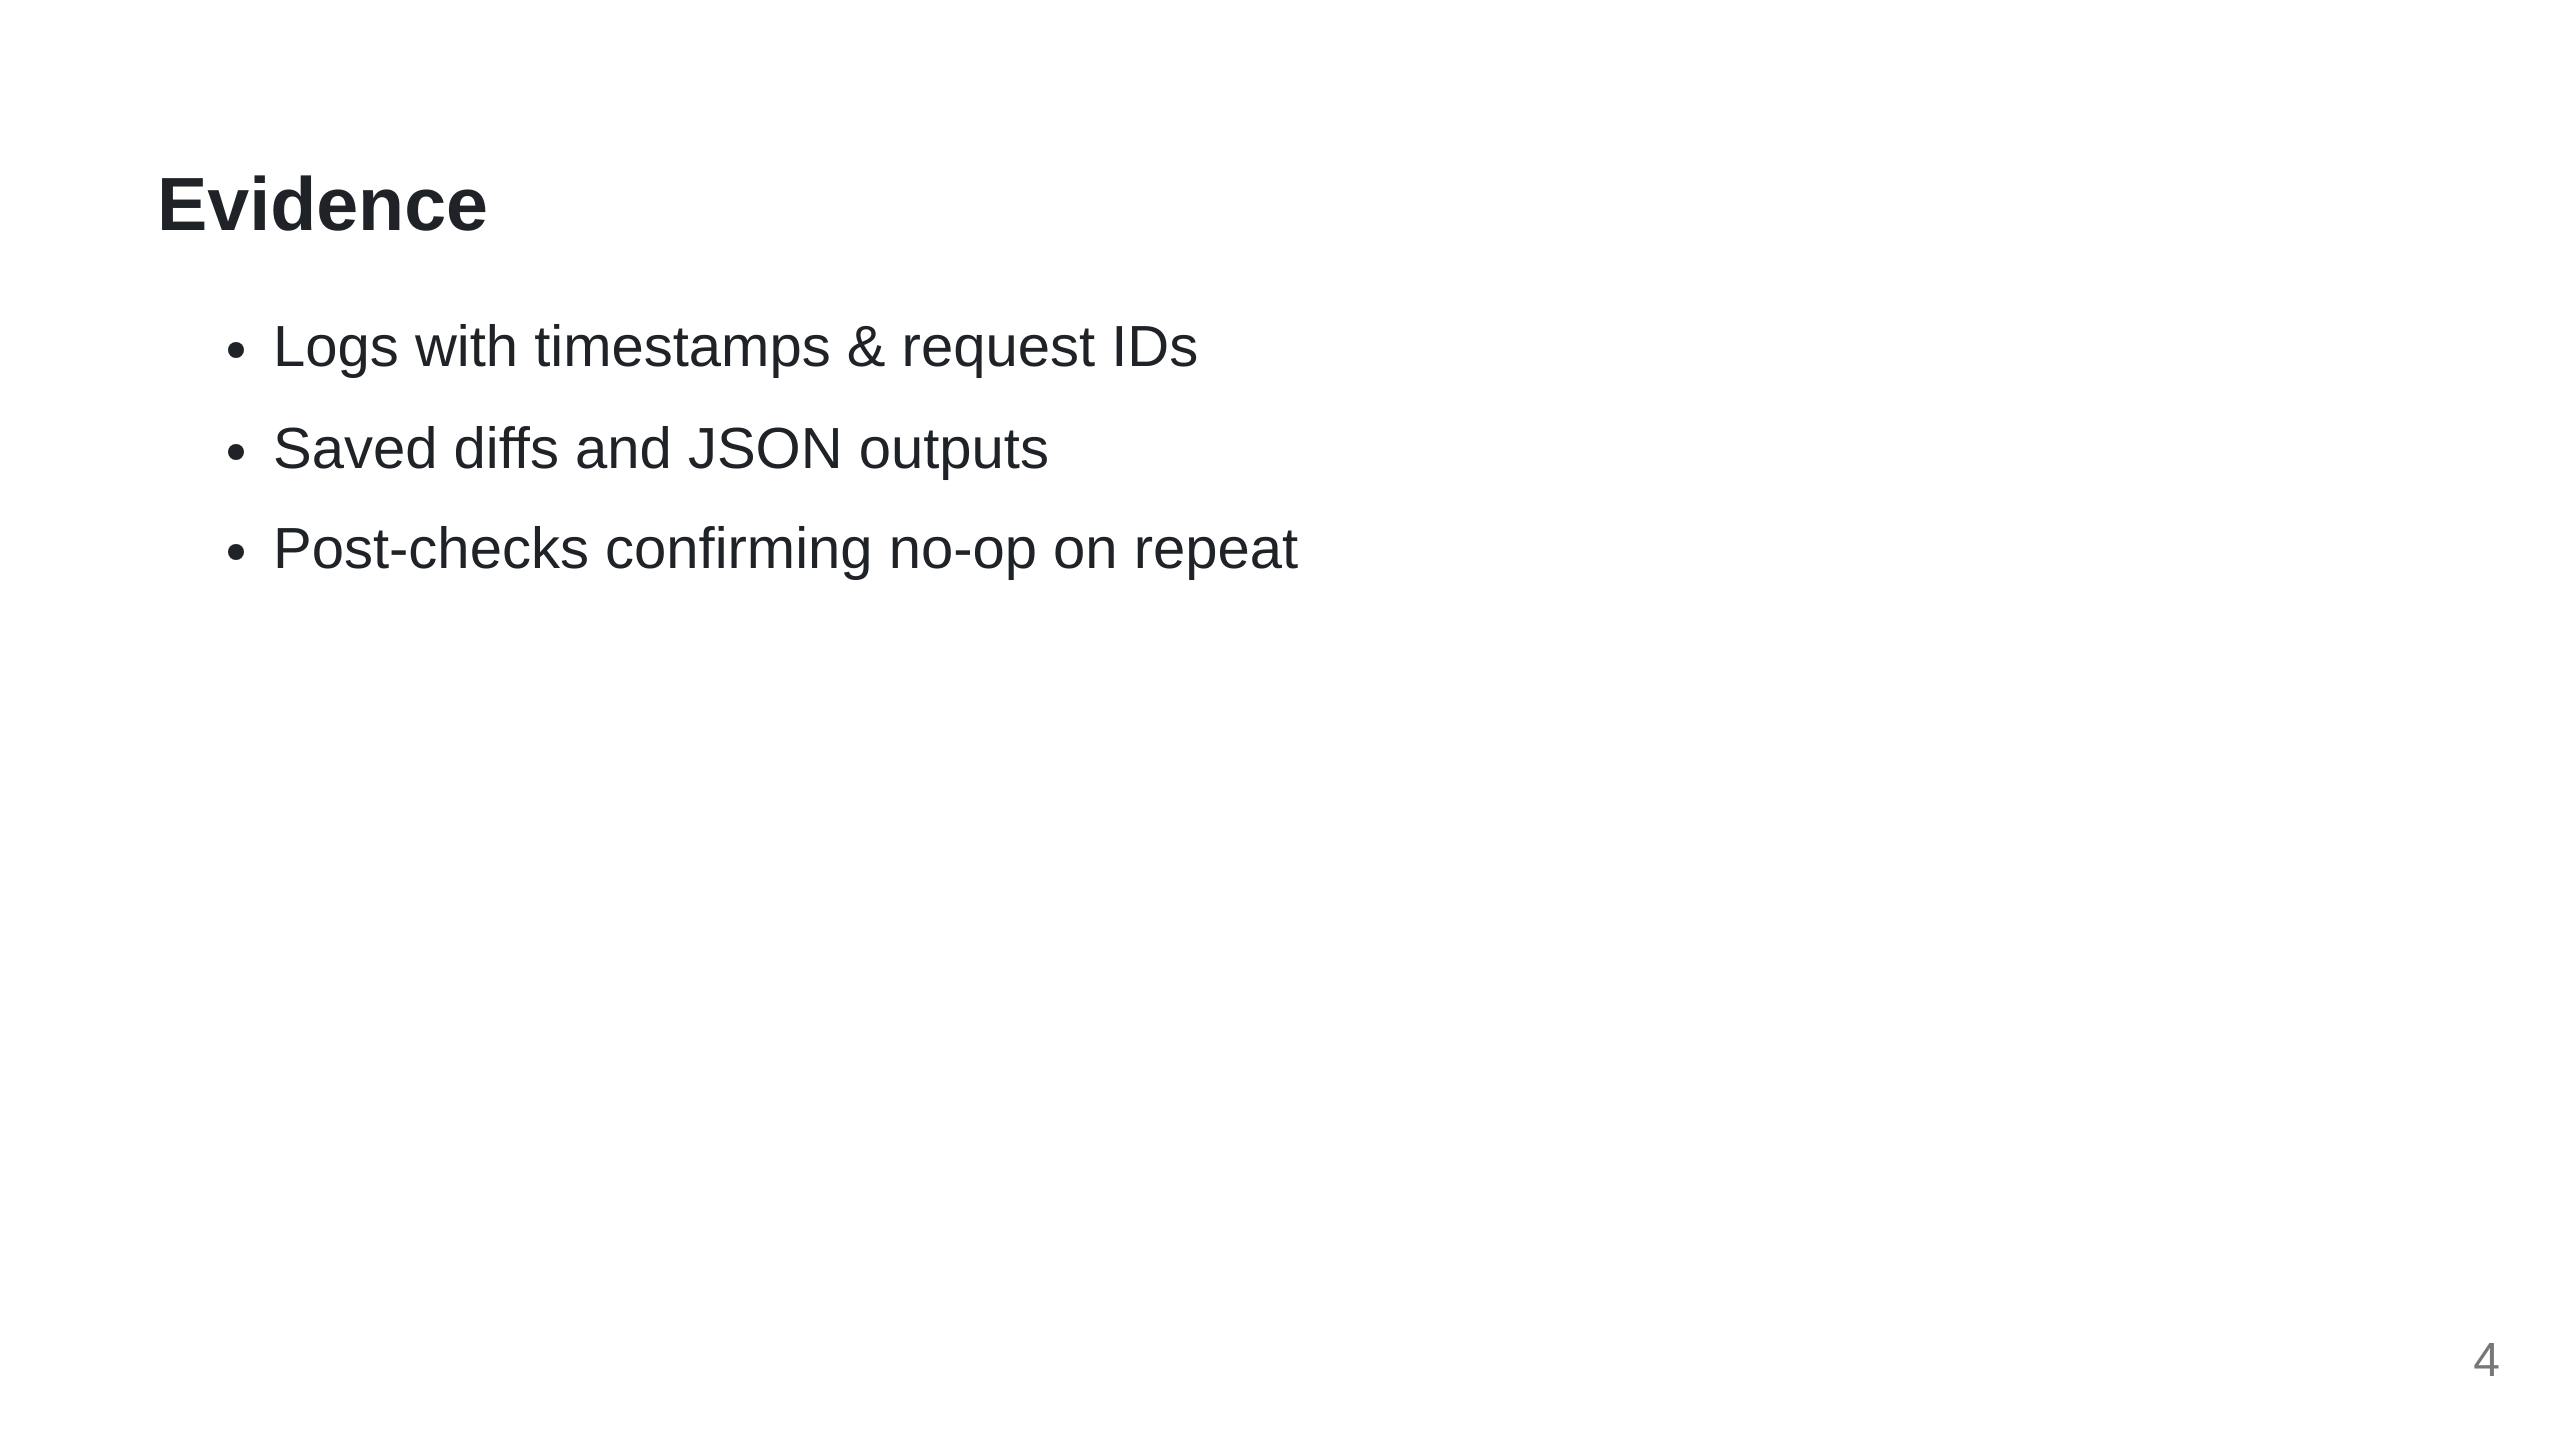 Evidence
• Logs with timestamps & request IDs
• Saved diffs and JSON outputs
• Post-checks confirming no-op on repeat
4